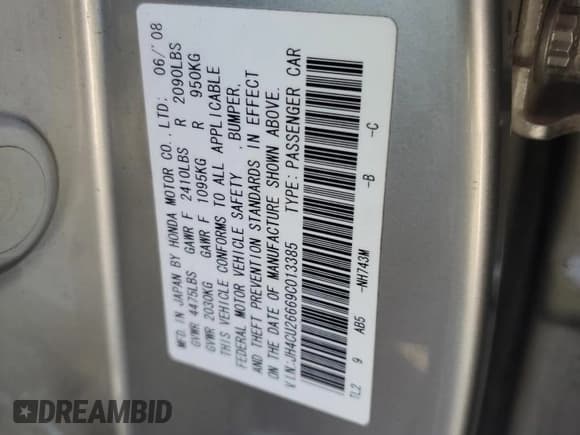 MFD. IN JAPAN BY HONDA MOTOR CO., LTD: 06/'08
GVWR 4475LBS GAWR F 2410LBS R 2090LBS
GVWR 2030KG GAWR F 1095KG R 950KG
THIS VEHICLE CONFORMS TO ALL APPLICABLE
FEDERAL MOTOR VEHICLE SAFETY ,BUMPER,
AND THEFT PREVENTION STANDARDS IN EFFECT
ON THE DATE OF MANUFACTURE SHOWN ABOVE.
VIN:JH4CU26669C013385 TYPE:PASSENGER CAR
TL2 9 AB5 -NH743M -B -C
DREAMBID